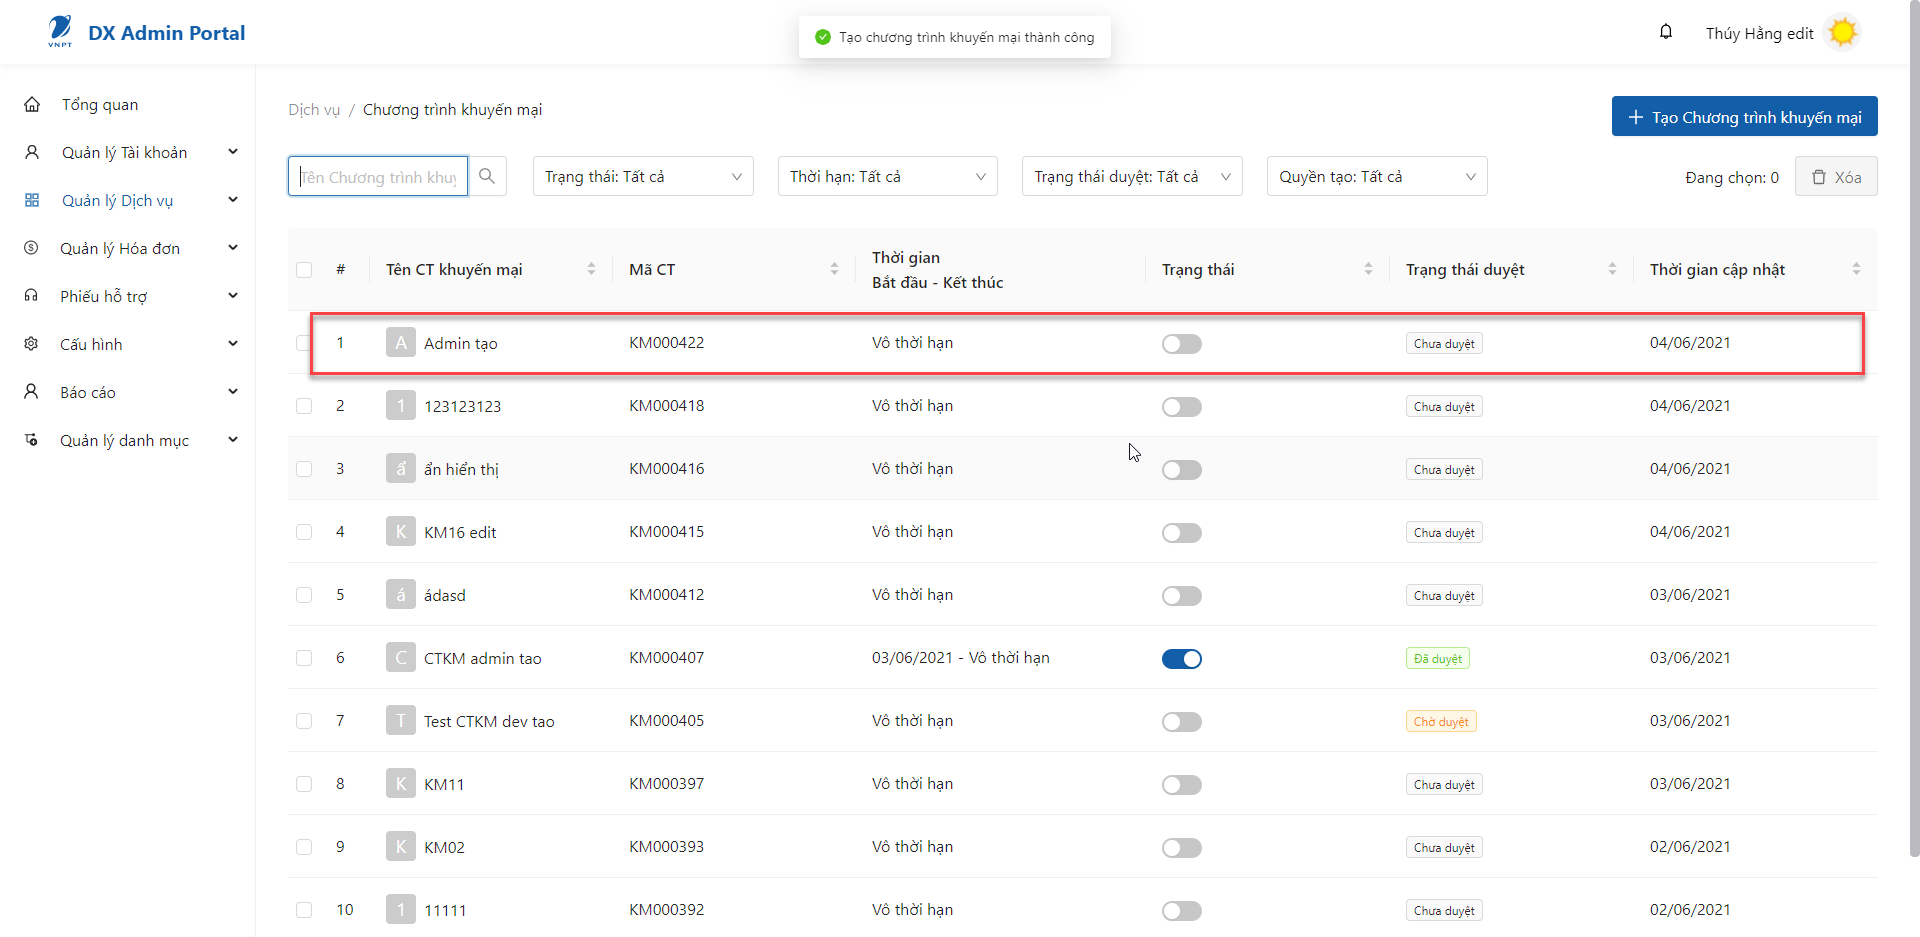 VNPT
DX Admin Portal
Tạo chương trình khuyến mại thành công
Thúy Hằng edit
Tổng quan
Quản lý Tài khoản
Quản lý Dịch vụ
Quản lý Hóa đơn
Phiếu hỗ trợ
Cấu hình
Báo cáo
Quản lý danh mục
Dịch vụ / Chương trình khuyến mại
Tạo Chương trình khuyến mại
Tên Chương trình khuy
Trạng thái: Tất cả
Thời hạn: Tất cả
Trạng thái duyệt: Tất cả
Quyền tạo: Tất cả
Đang chọn: 0
Xóa
# Tên CT khuyến mại Mã CT Thời gian Trạng thái Trạng thái duyệt Thời gian cập nhật
Bắt đầu - Kết thúc
1 A Admin tạo KM000422 Vô thời hạn Chưa duyệt 04/06/2021
2 1 123123123 KM000418 Vô thời hạn Chưa duyệt 04/06/2021
3 ẩ ẩn hiển thị KM000416 Vô thời hạn Chưa duyệt 04/06/2021
4 K KM16 edit KM000415 Vô thời hạn Chưa duyệt 04/06/2021
5 á ádasd KM000412 Vô thời hạn Chưa duyệt 03/06/2021
6 C CTKM admin tao KM000407 03/06/2021 - Vô thời hạn Đã duyệt 03/06/2021
7 T Test CTKM dev tao KM000405 Vô thời hạn Chờ duyệt 03/06/2021
8 K KM11 KM000397 Vô thời hạn Chưa duyệt 03/06/2021
9 K KM02 KM000393 Vô thời hạn Chưa duyệt 02/06/2021
10 1 11111 KM000392 Vô thời hạn Chưa duyệt 02/06/2021